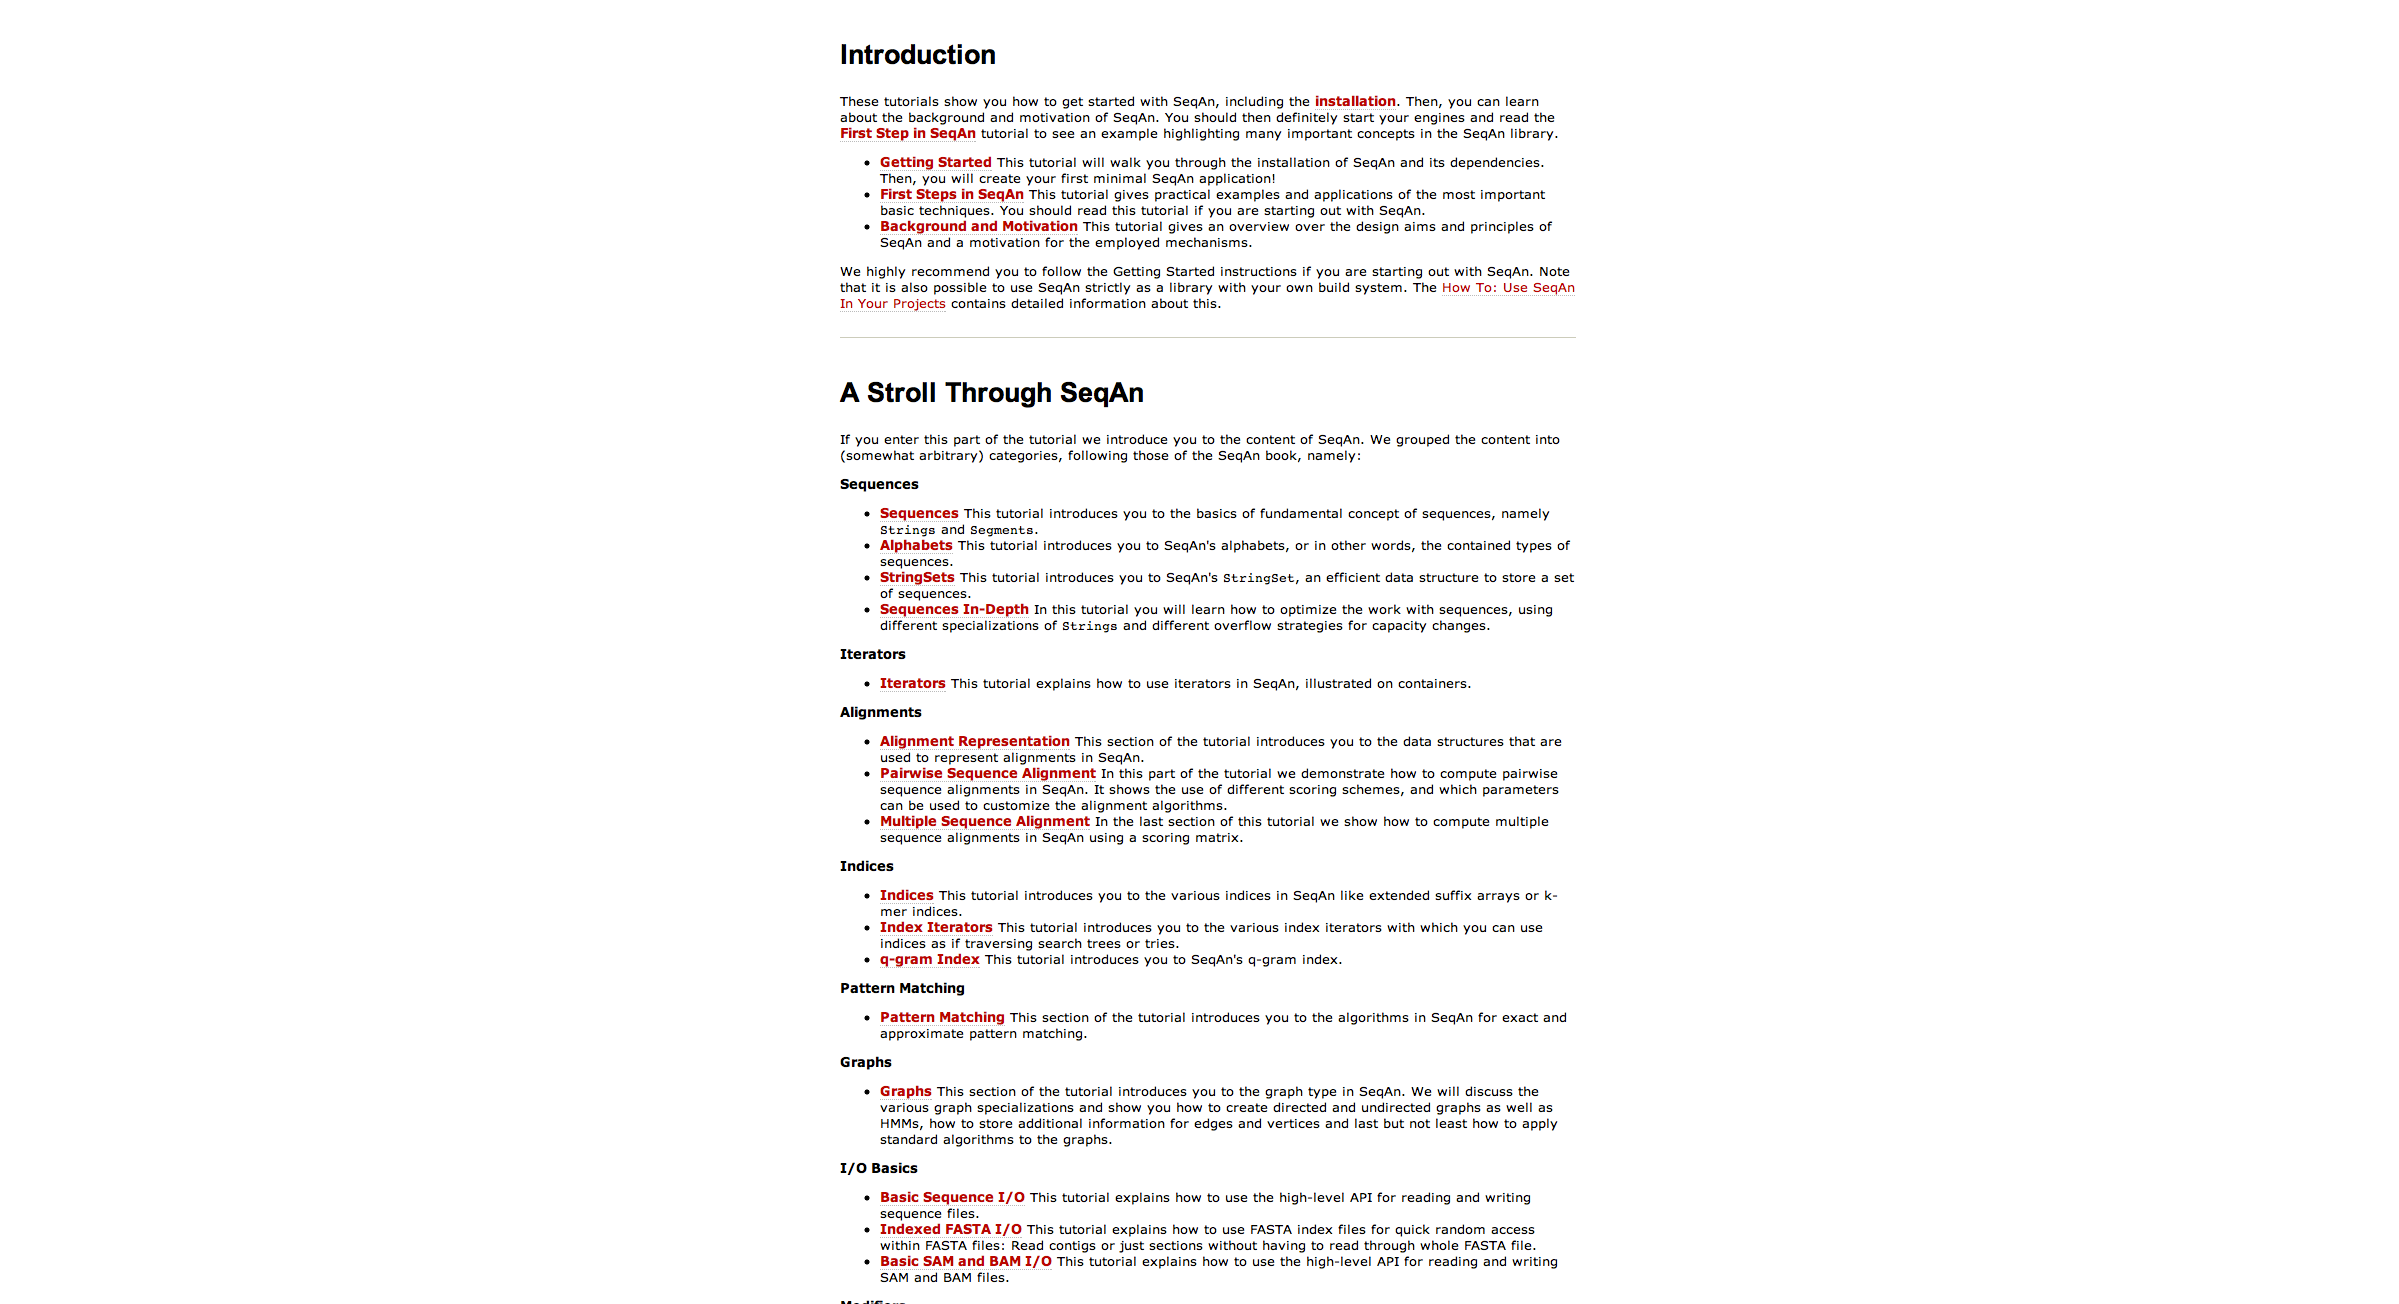 Introduction
These tutorials show you how to get started with SeqAn, including the installation. Then, you can learn
about the background and motivation of SeqAn. You should then definitely start your engines and read the
First Step in SeqAn tutorial to see an example highlighting many important concepts in the SeqAn library.
• Getting Started This tutorial will walk you through the installation of SeqAn and its dependencies.
Then, you will create your first minimal SeqAn application!
• First Steps in SeqAn This tutorial gives practical examples and applications of the most important
basic techniques. You should read this tutorial if you are starting out with SeqAn.
• Background and Motivation This tutorial gives an overview over the design aims and principles of
SeqAn and a motivation for the employed mechanisms.
We highly recommend you to follow the Getting Started instructions if you are starting out with SeqAn. Note
that it is also possible to use SeqAn strictly as a library with your own build system. The How To: Use SeqAn
In Your Projects contains detailed information about this.
A Stroll Through SeqAn
If you enter this part of the tutorial we introduce you to the content of SeqAn. We grouped the content into
(somewhat arbitrary) categories, following those of the SeqAn book, namely:
Sequences
• Sequences This tutorial introduces you to the basics of fundamental concept of sequences, namely
Strings and Segments.
• Alphabets This tutorial introduces you to SeqAn's alphabets, or in other words, the contained types of
sequences.
• StringSets This tutorial introduces you to SeqAn's StringSet, an efficient data structure to store a set
of sequences.
• Sequences In-Depth In this tutorial you will learn how to optimize the work with sequences, using
different specializations of Strings and different overflow strategies for capacity changes.
Iterators
• Iterators This tutorial explains how to use iterators in SeqAn, illustrated on containers.
Alignments
• Alignment Representation This section of the tutorial introduces you to the data structures that are
used to represent alignments in SeqAn.
• Pairwise Sequence Alignment In this part of the tutorial we demonstrate how to compute pairwise
sequence alignments in SeqAn. It shows the use of different scoring schemes, and which parameters
can be used to customize the alignment algorithms.
• Multiple Sequence Alignment In the last section of this tutorial we show how to compute multiple
sequence alignments in SeqAn using a scoring matrix.
Indices
• Indices This tutorial introduces you to the various indices in SeqAn like extended suffix arrays or k-
mer indices.
• Index Iterators This tutorial introduces you to the various index iterators with which you can use
indices as if traversing search trees or tries.
• q-gram Index This tutorial introduces you to SeqAn's q-gram index.
Pattern Matching
• Pattern Matching This section of the tutorial introduces you to the algorithms in SeqAn for exact and
approximate pattern matching.
Graphs
• Graphs This section of the tutorial introduces you to the graph type in SeqAn. We will discuss the
various graph specializations and show you how to create directed and undirected graphs as well as
HMMs, how to store additional information for edges and vertices and last but not least how to apply
standard algorithms to the graphs.
I/O Basics
• Basic Sequence I/O This tutorial explains how to use the high-level API for reading and writing
sequence files.
• Indexed FASTA I/O This tutorial explains how to use FASTA index files for quick random access
within FASTA files: Read contigs or just sections without having to read through whole FASTA file.
• Basic SAM and BAM I/O This tutorial explains how to use the high-level API for reading and writing
SAM and BAM files.